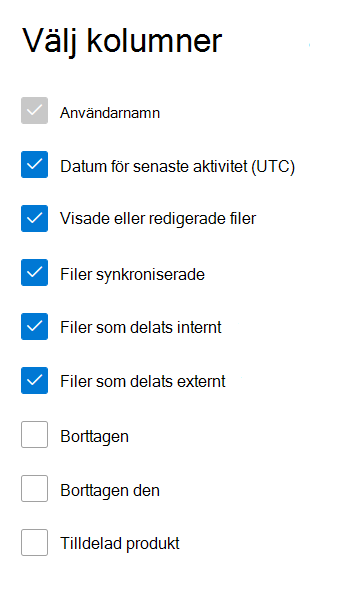 Välj kolumner
Användarnamn
Datum för senaste aktivitet (UTC)
Visade eller redigerade filer
Filer synkroniserade
Filer som delats internt
Filer som delats externt
Borttagen
Borttagen den
Tilldelad produkt